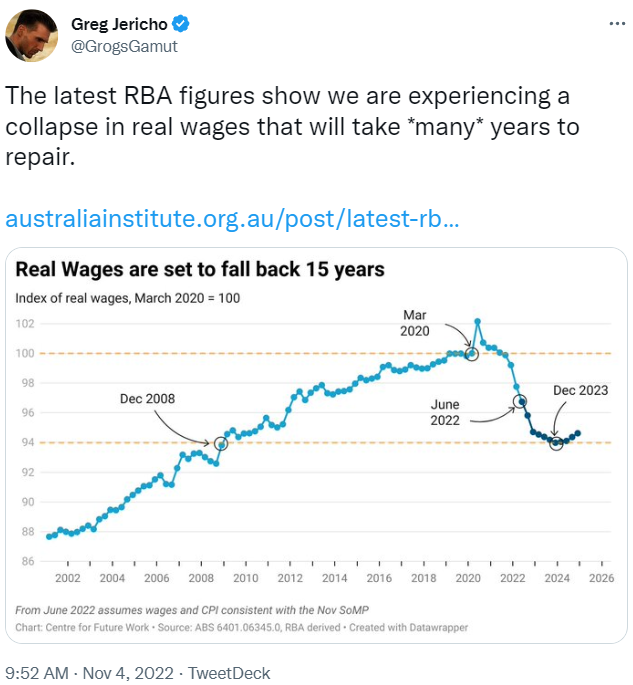 Greg Jericho
@GrogsGamut
The latest RBA figures show we are experiencing a
collapse in real wages that will take *many* years to
repair.
australiainstitute.org.au/post/latest-rb...
Real Wages are set to fall back 15 years
Index of real wages, March 2020 = 100
102
100
98
96
94
92
90
88
86
Mar
2020
Dec 2008
June
2022
Dec 2023
2002 2004 2006 2008 2010 2012 2014 2016 2018 2020 2022 2024 2026
From June 2022 assumes wages and CPI consistent with the Nov SoMP
Chart: Centre for Future Work · Source: ABS 6401.06345.0, RBA derived · Created with Datawrapper
9:52 AM · Nov 4, 2022 · TweetDeck